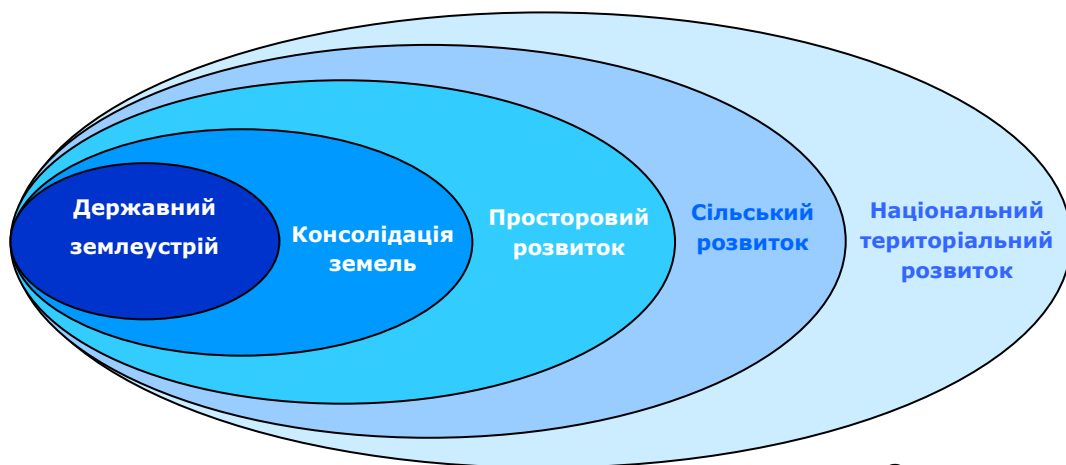 Державний
землеустрій
Консолідація
земель
Просторовий
розвиток
Сільський
розвиток
Національний
територіальний
розвиток